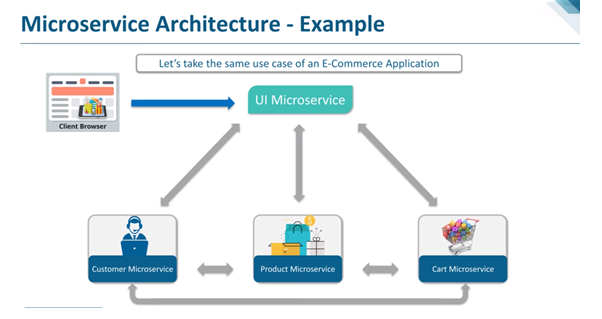 Microservice Architecture - Example
Let's take the same use case of an E-Commerce Application
UI Microservice
Client Browser
Customer Microservice
Product Microservice
Cart Microservice